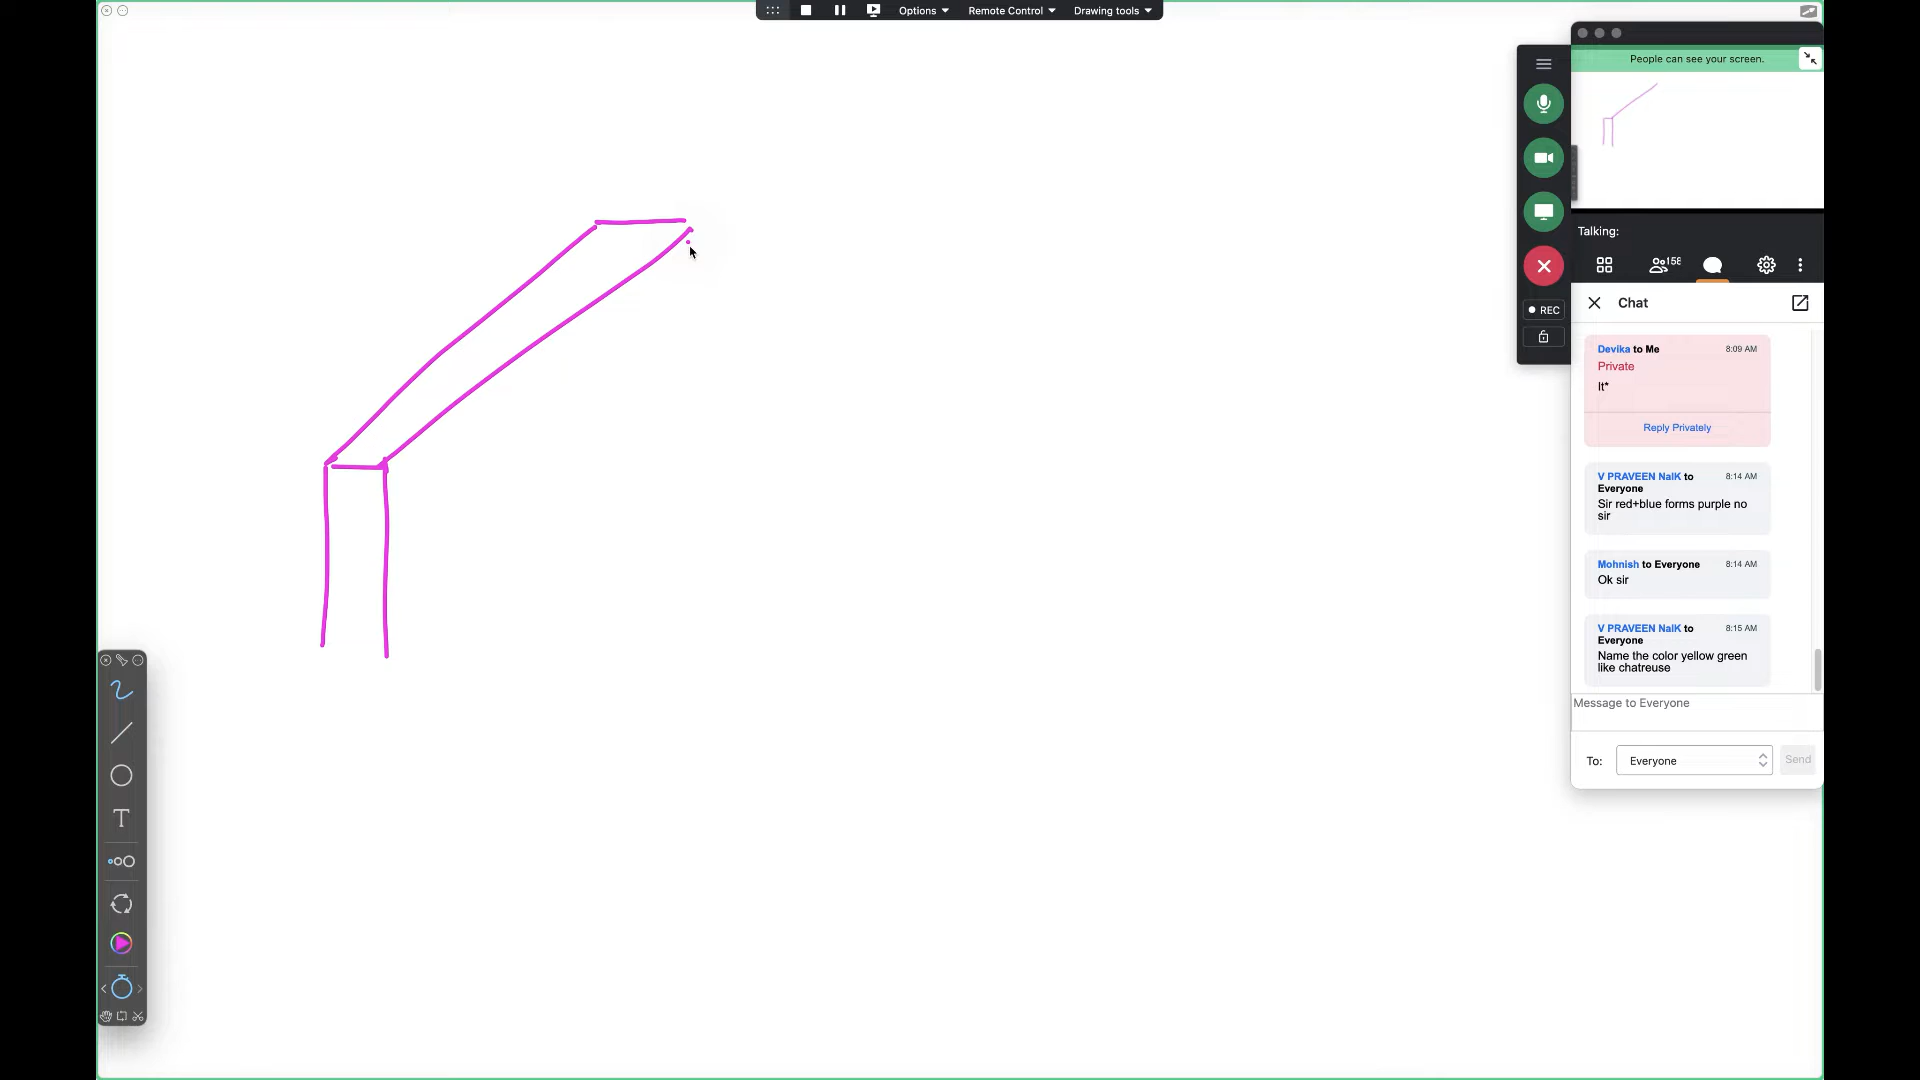 Options
Remote Control
Drawing tools
People can see your screen.
Talking:
158
REC
Chat
Devika to Me 8:09 AM
Private
It*
Reply Privately
V PRAVEEN NaIK to 8:14 AM
Everyone
Sir red+blue forms purple no
sir
Mohnish to Everyone 8:14 AM
Ok sir
V PRAVEEN NaIK to 8:15 AM
Everyone
Name the color yellow green
like chatreuse
Message to Everyone
To: Everyone Send
T